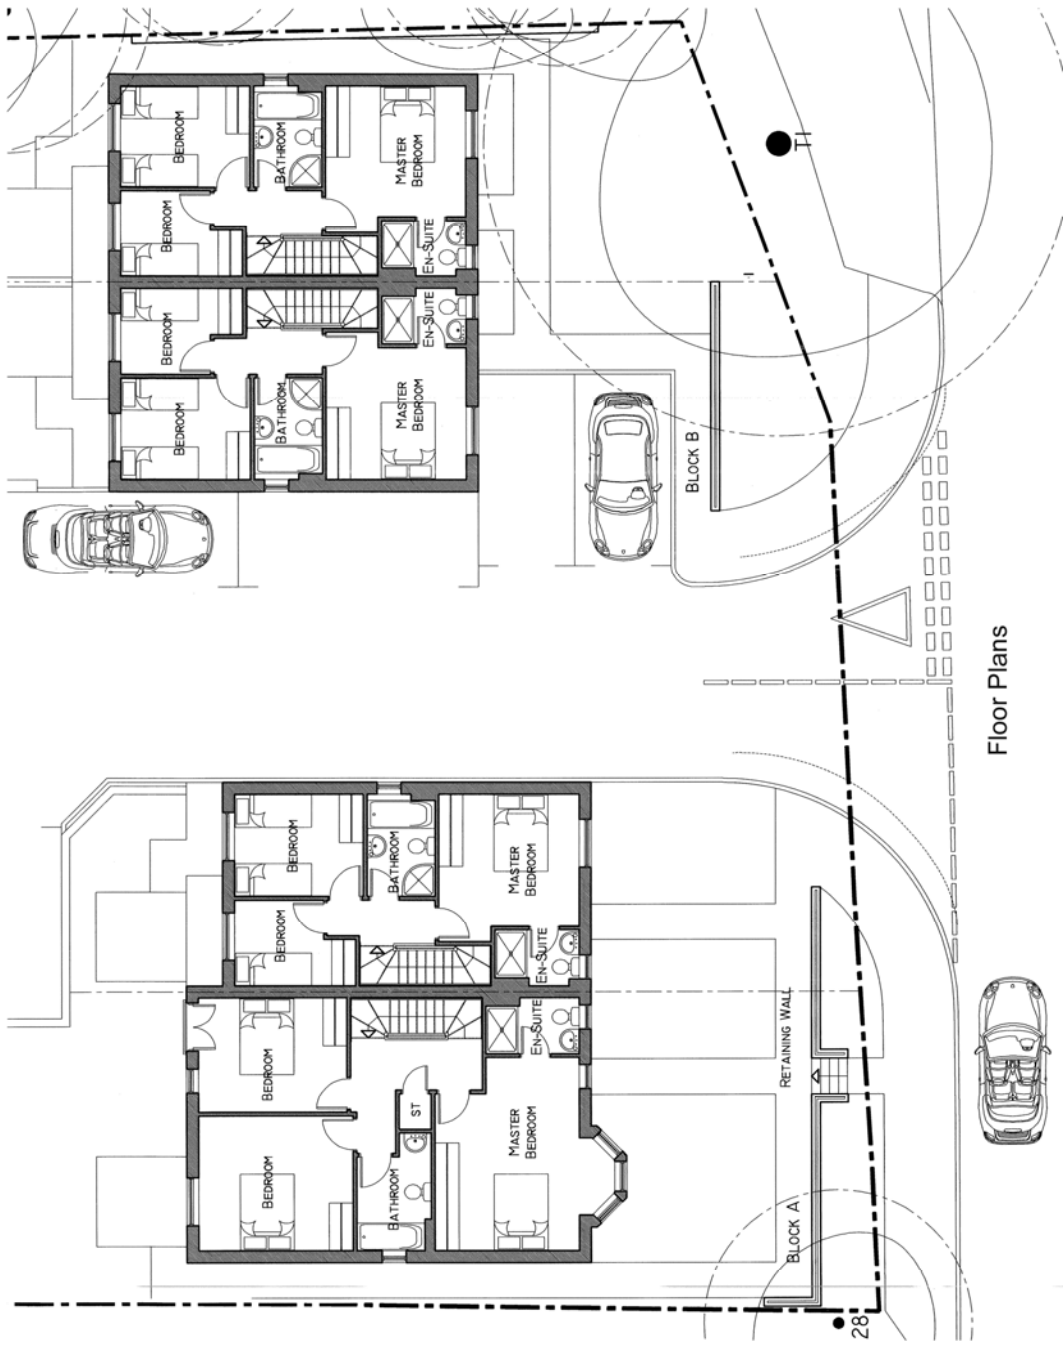 BEDROOM
BATHROOM
MASTER
BEDROOM
T1
BEDROOM
EN-SUITE
BEDROOM
EN-SUITE
BEDROOM
BATHROOM
MASTER
BEDROOM
BLOCK B
Floor Plans
BEDROOM
BATHROOM
MASTER
BEDROOM
BEDROOM
EN-SUITE
BEDROOM
EN-SUITE
RETAINING WALL
ST
MASTER
BEDROOM
BEDROOM
BATHROOM
BLOCK A
28